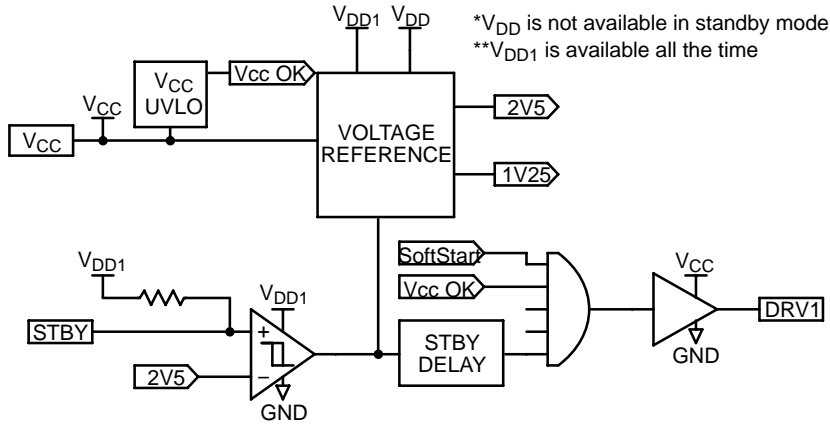 VDD1
VDD
*VDD is not available in standby mode
**VDD1 is available all the time
VCC
UVLO
Vcc OK
VCC
VCC
VOLTAGE
REFERENCE
2V5
1V25
SoftStart
Vcc OK
VDD1
VDD1
VCC
STBY
+
STBY
DELAY
DRV1
2V5
−
GND
GND